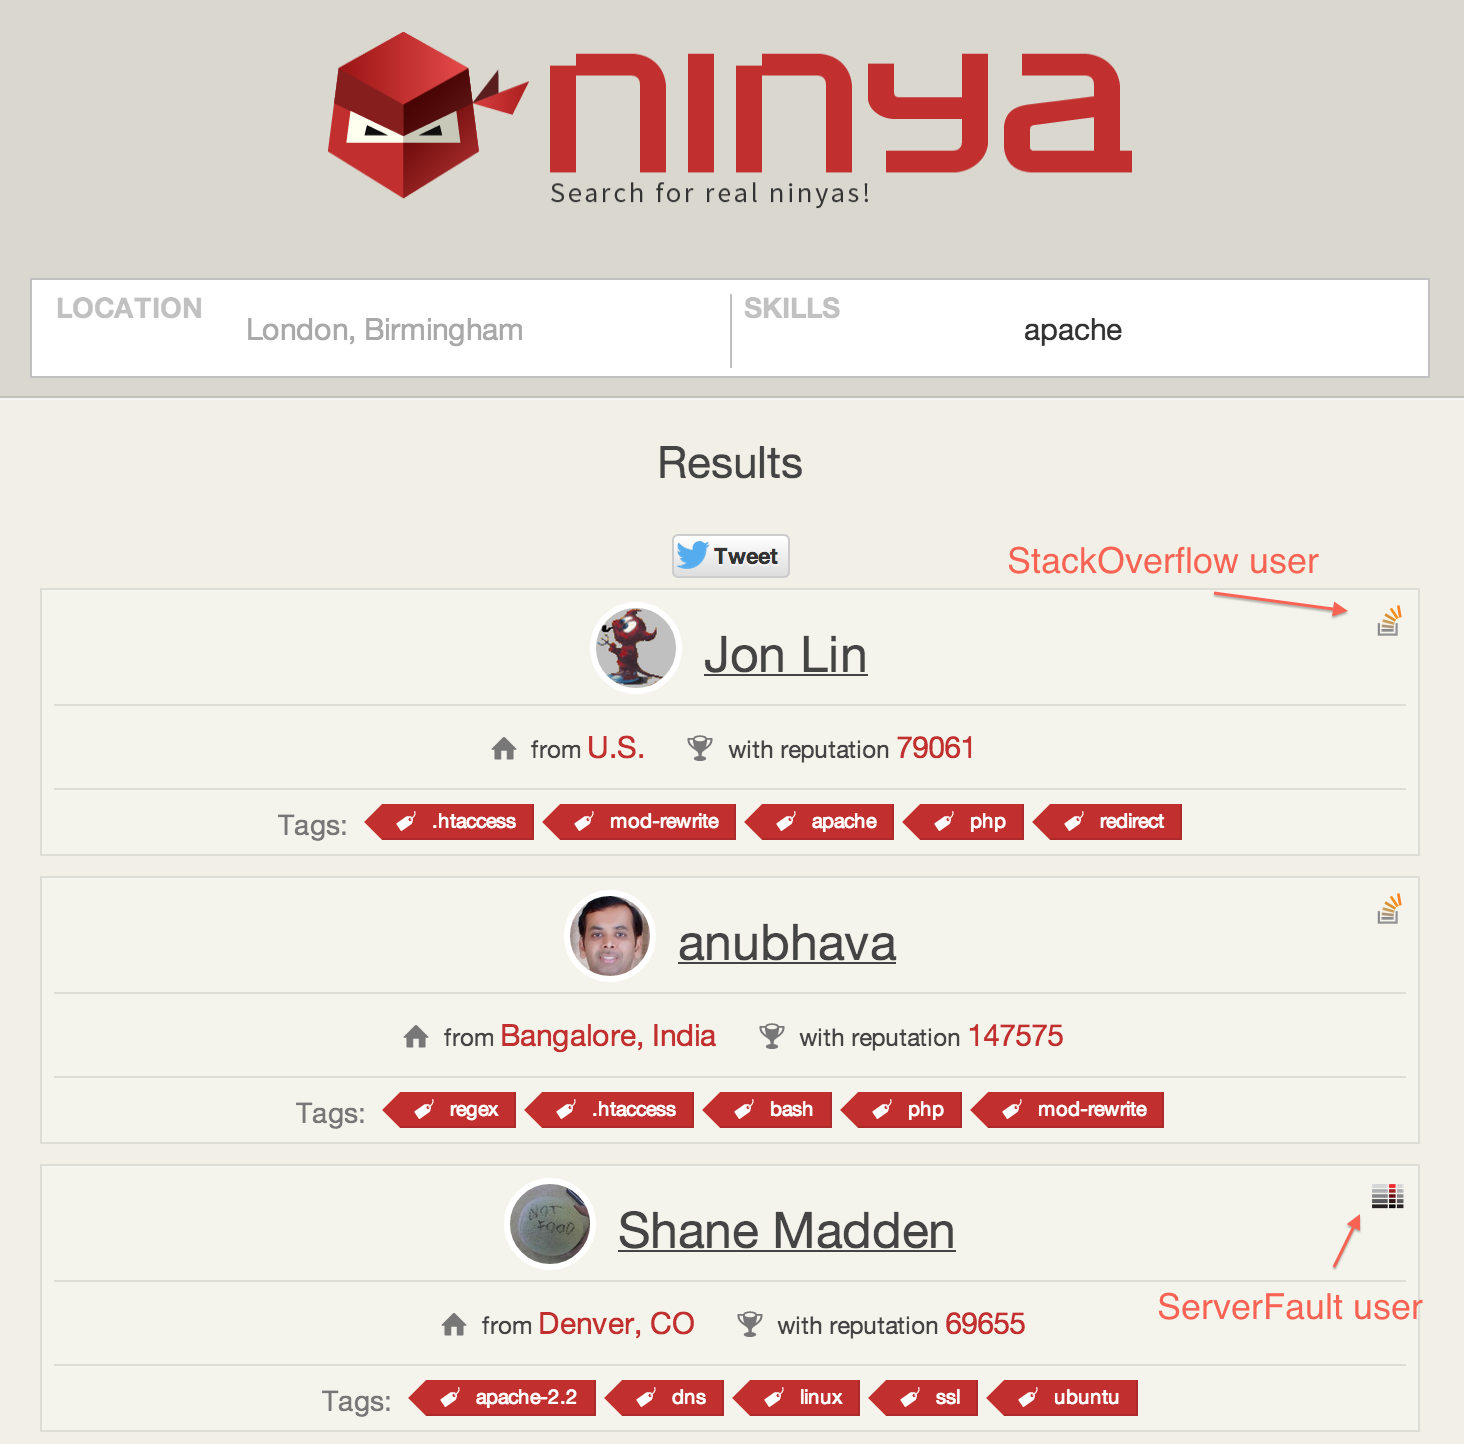 ninya
Search for real ninyas!
LOCATION
London, Birmingham
SKILLS
apache
Results
Tweet
StackOverflow user
Jon Lin
from U.S. with reputation 79061
Tags: .htaccess mod-rewrite apache php redirect
anubhava
from Bangalore, India with reputation 147575
Tags: regex .htaccess bash php mod-rewrite
NOT
FOOD
Shane Madden
ServerFault user
from Denver, CO with reputation 69655
Tags: apache-2.2 dns linux ssl ubuntu